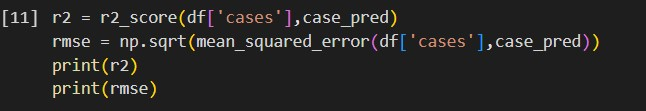 [11] r2 = r2_score(df['cases'],case_pred)
rmse = np.sqrt(mean_squared_error(df['cases'],case_pred))
print(r2)
print(rmse)